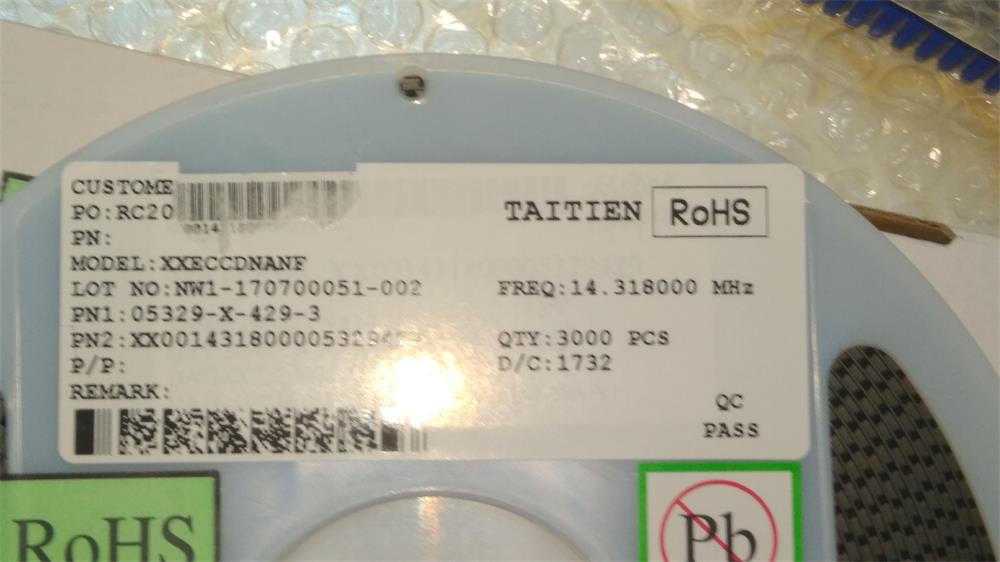 CUSTOME
PO:RC20
PN:
TAITIEN RoHS
MODEL:XXECCDNANF
LOT NO:NW1-170700051-002 FREQ:14.318000 MHz
PN1:05329-X-429-3
QTY:3000 PCS
PN2:
P/P: D/C:1732
REMARK:
QC
PASS
RoHS
Pb